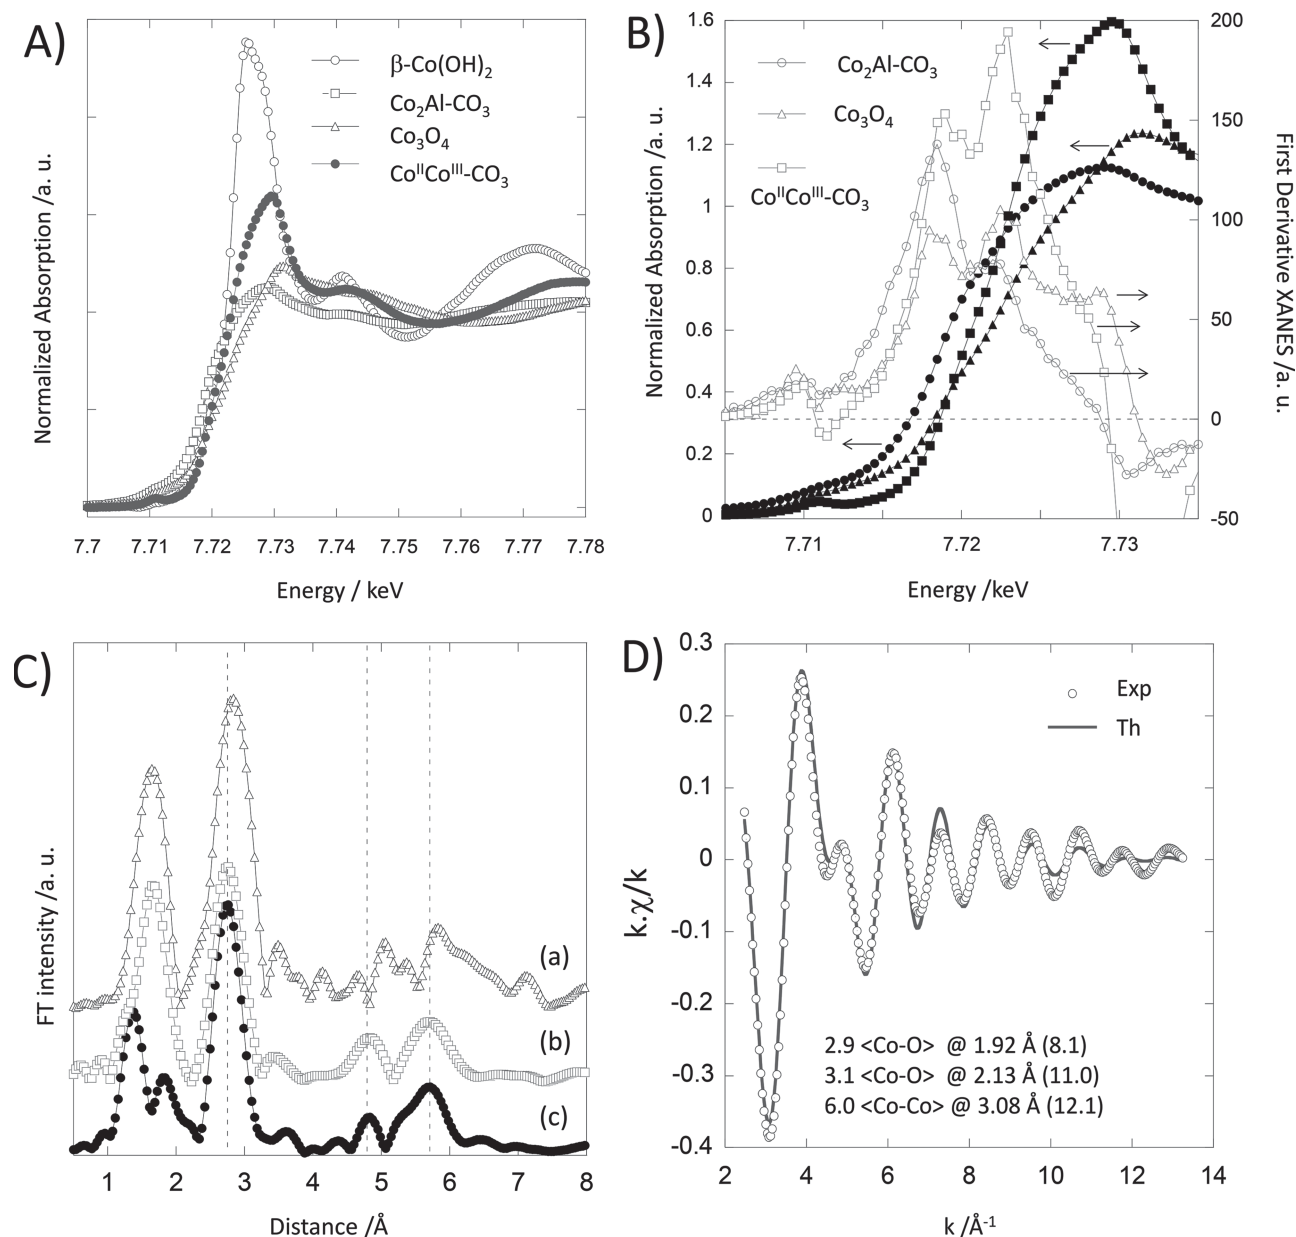 A)
β-Co(OH)2
Co2Al-CO3
Co3O4
CoIICoIII-CO3
Normalized Absorption /a. u.
7.7 7.71 7.72 7.73 7.74 7.75 7.76 7.77 7.78
Energy / keV
B)
Co2Al-CO3
Co3O4
CoIICoIII-CO3
1.6
1.4
1.2
1
0.8
0.6
0.4
0.2
0
Normalized Absorption /a. u.
200
150
100
50
0
-50
First Derivative XANES /a. u.
7.71 7.72 7.73
Energy /keV
C)
FT intensity /a. u.
(a)
(b)
(c)
1 2 3 4 5 6 7 8
Distance /Å
D)
0.3
0.2
0.1
0
-0.1
-0.2
-0.3
-0.4
k.χ/k
Exp
Th
2.9 <Co-O> @ 1.92 Å (8.1)
3.1 <Co-O> @ 2.13 Å (11.0)
6.0 <Co-Co> @ 3.08 Å (12.1)
2 4 6 8 10 12 14
k /Å-1